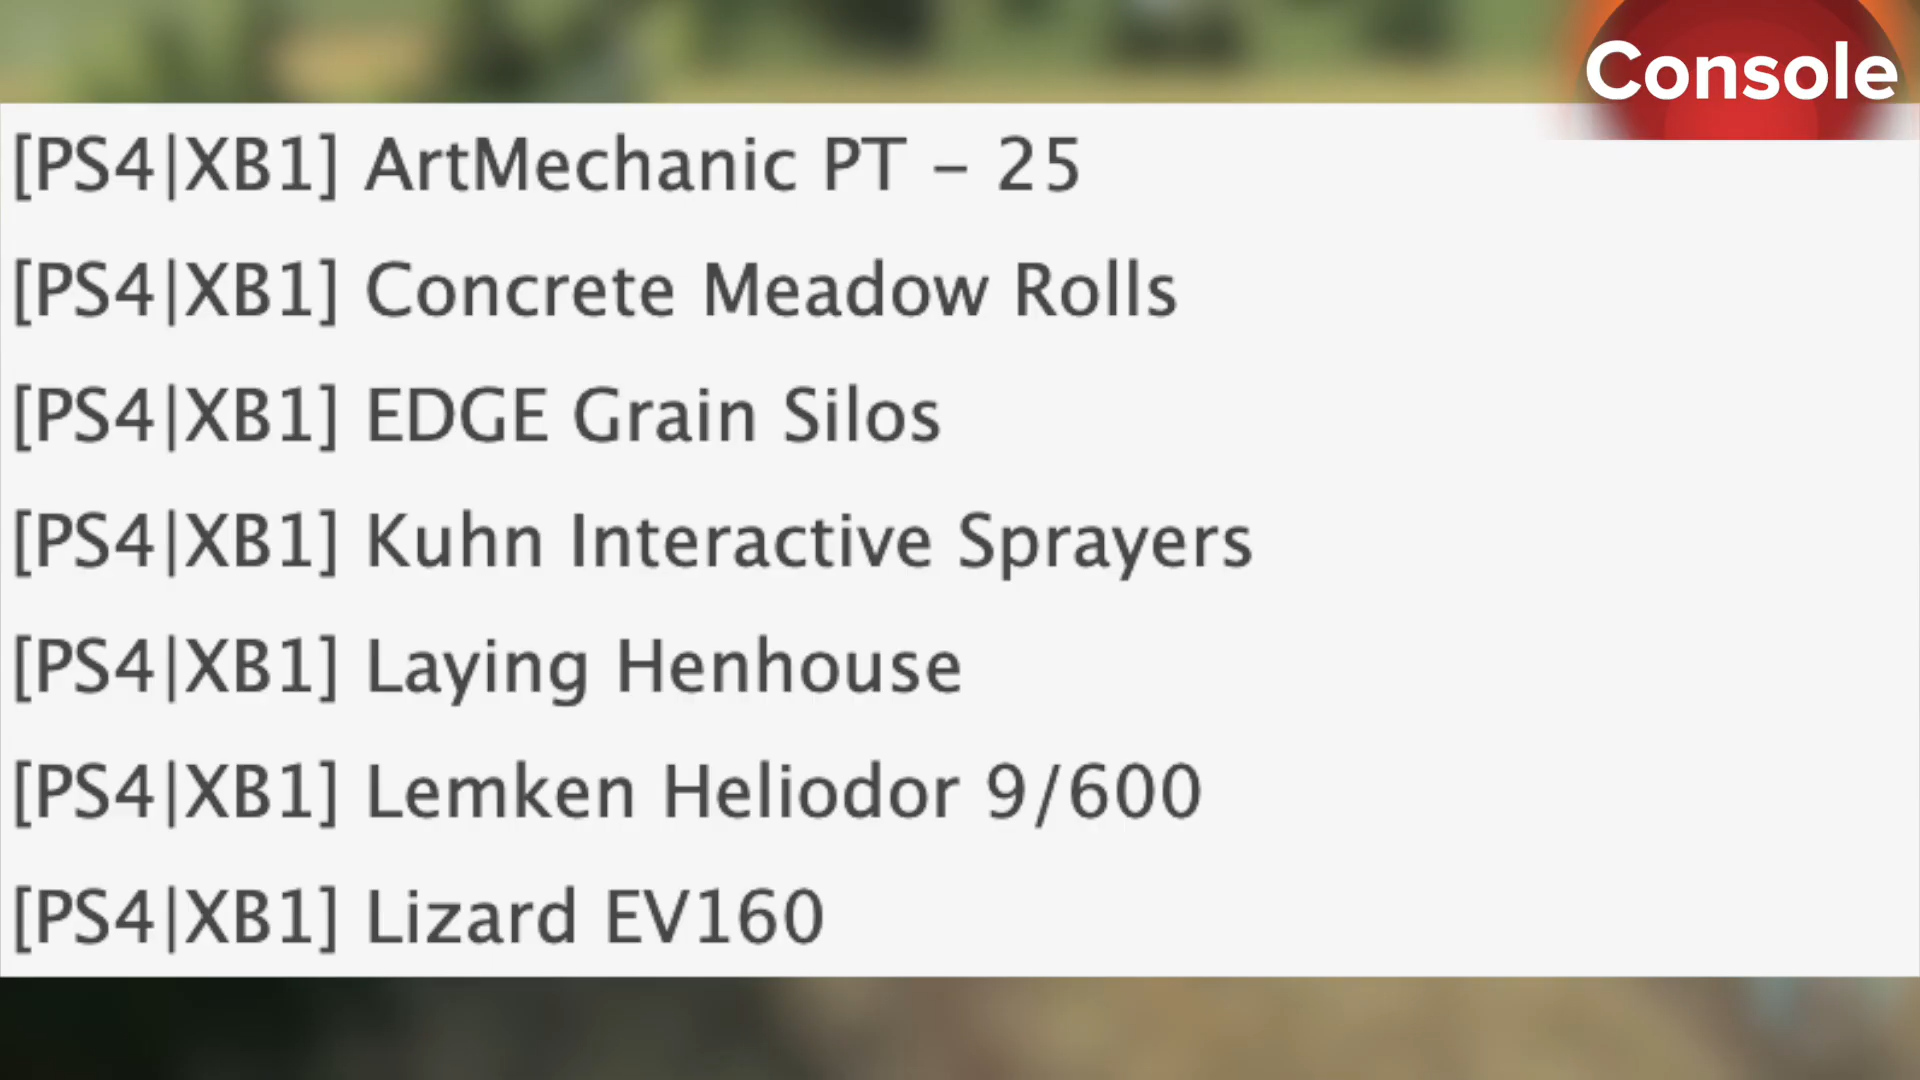 Console
[PS4|XB1] ArtMechanic PT – 25
[PS4|XB1] Concrete Meadow Rolls
[PS4|XB1] EDGE Grain Silos
[PS4|XB1] Kuhn Interactive Sprayers
[PS4|XB1] Laying Henhouse
[PS4|XB1] Lemken Heliodor 9/600
[PS4|XB1] Lizard EV160